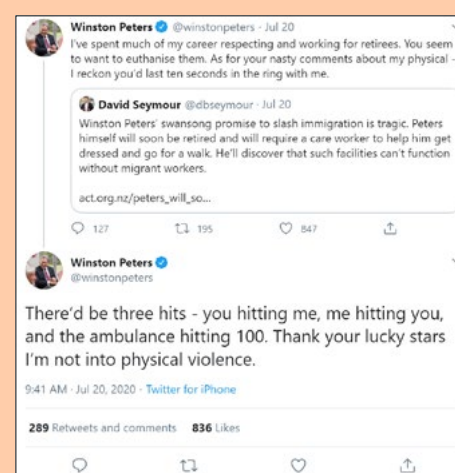 Winston Peters @winstonpeters · Jul 20
I've spent much of my career respecting and working for retirees. You seem
to want to euthanise them. As for your nasty comments about my physical -
I reckon you'd last ten seconds in the ring with me.
David Seymour @dbseymour · Jul 20
Winston Peters' swansong promise to slash immigration is tragic. Peters
himself will soon be retired and will require a care worker to help him get
dressed and go for a walk. He'll discover that such facilities can't function
without migrant workers.
act.org.nz/peters_will_so...
127 195 847
Winston Peters
@winstonpeters
There'd be three hits - you hitting me, me hitting you,
and the ambulance hitting 100. Thank your lucky stars
I'm not into physical violence.
9:41 AM · Jul 20, 2020 · Twitter for iPhone
289 Retweets and comments 836 Likes